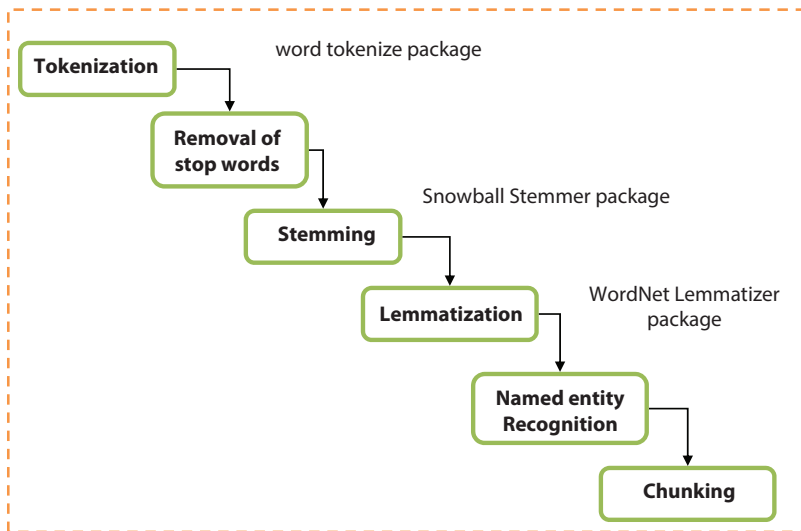 word tokenize package
Tokenization
Removal of
stop words
Snowball Stemmer package
Stemming
WordNet Lemmatizer
package
Lemmatization
Named entity
Recognition
Chunking